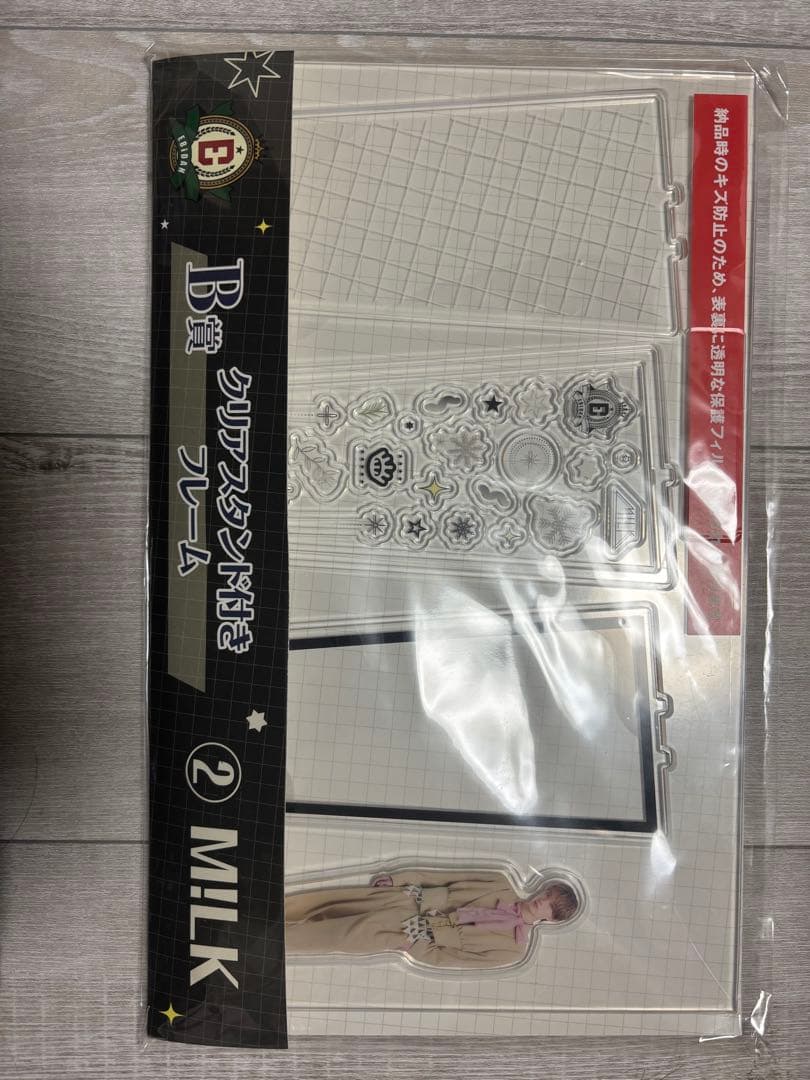 E
EBiDAN
B賞
クリアスタンド付き
フレーム
② M!LK
納品時のキズ防止のため、表裏に透明な保護フィル
E
M!LK